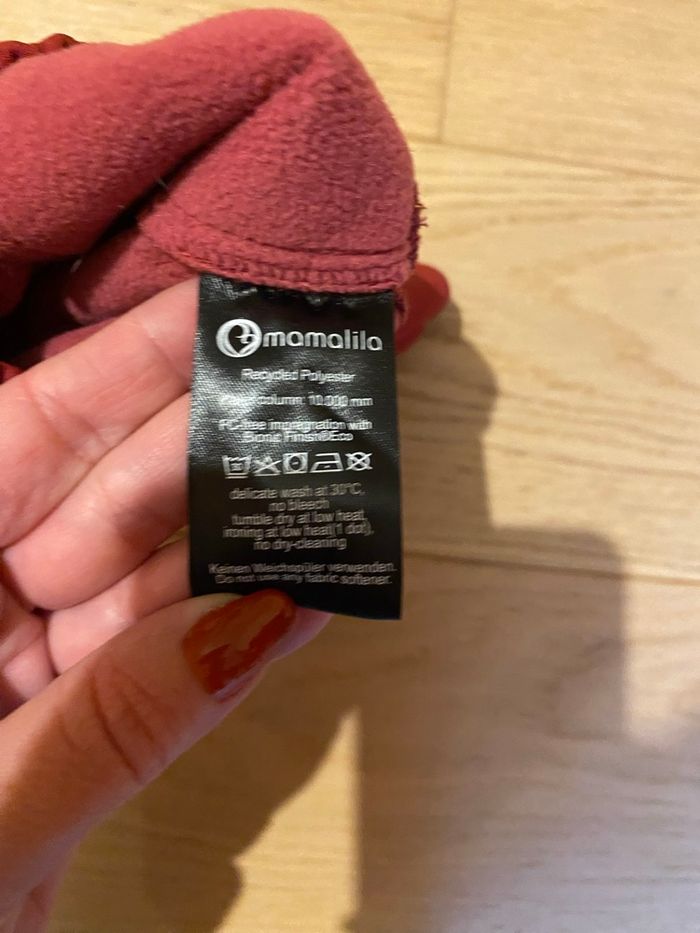 mamalila
Recycled Polyester
column: 10.000 mm
PFC-free impregnation with
Bionic Finish®Eco
delicate wash at 30°C,
no bleach
tumble dry at low heat,
ironing at low heat(1 dot),
no dry-cleaning
Keinen Weichspüler verwenden.
Do not use any fabric softener.